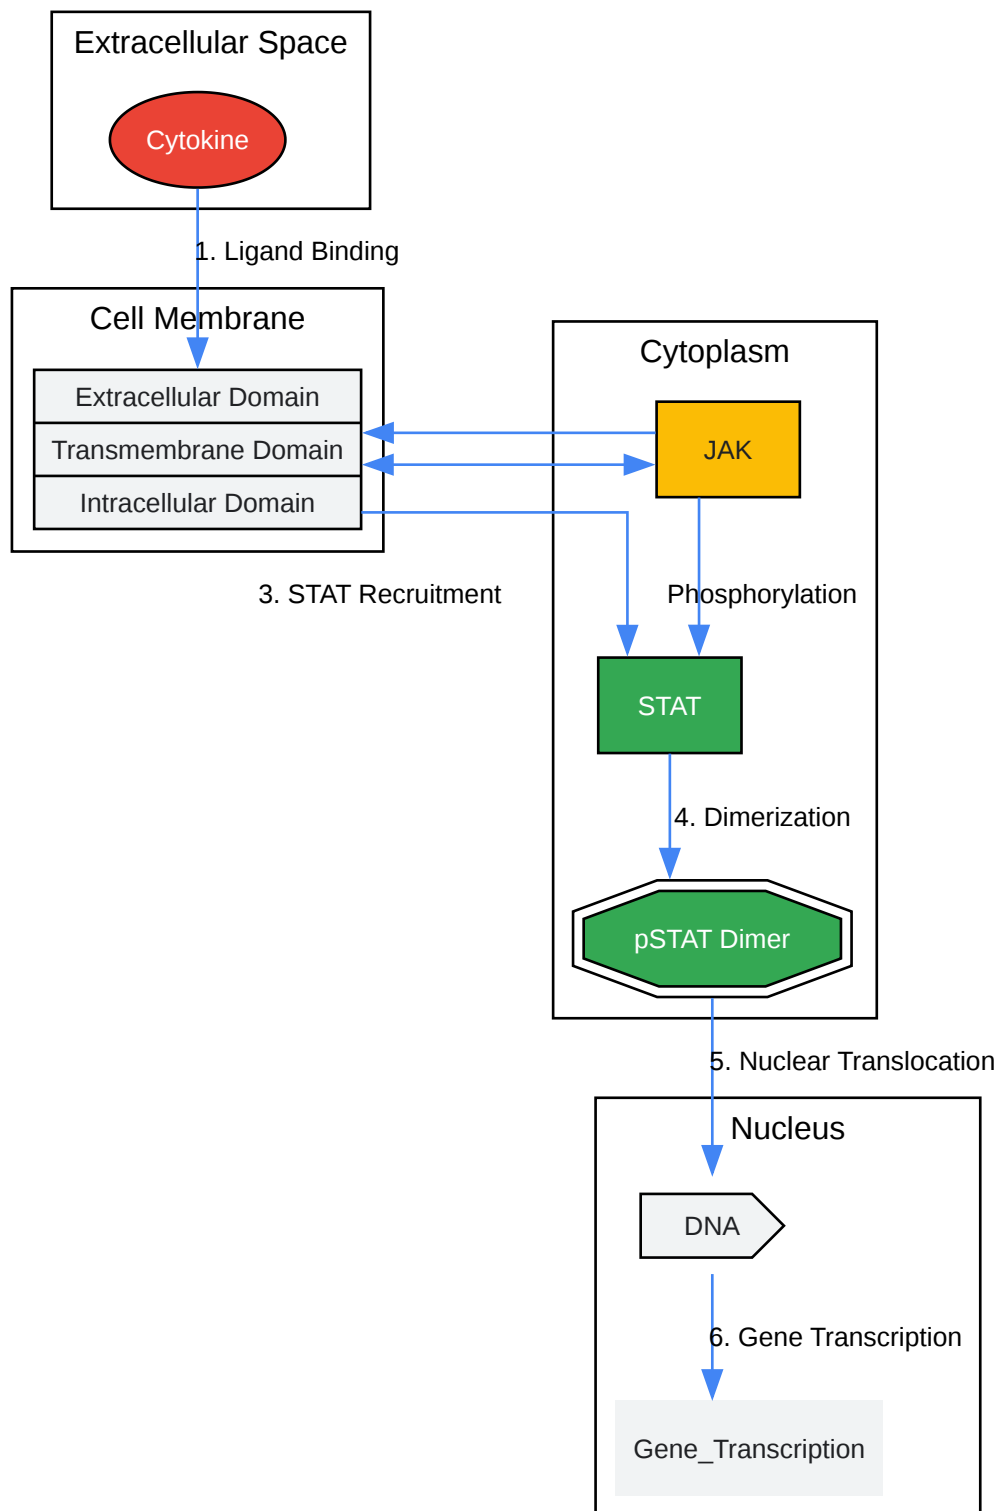 Extracellular Space
Cytokine
1. Ligand Binding
Cell Membrane
Extracellular Domain
Transmembrane Domain
Intracellular Domain
Cytoplasm
JAK
3. STAT Recruitment
Phosphorylation
STAT
4. Dimerization
pSTAT Dimer
5. Nuclear Translocation
Nucleus
DNA
6. Gene Transcription
Gene_Transcription